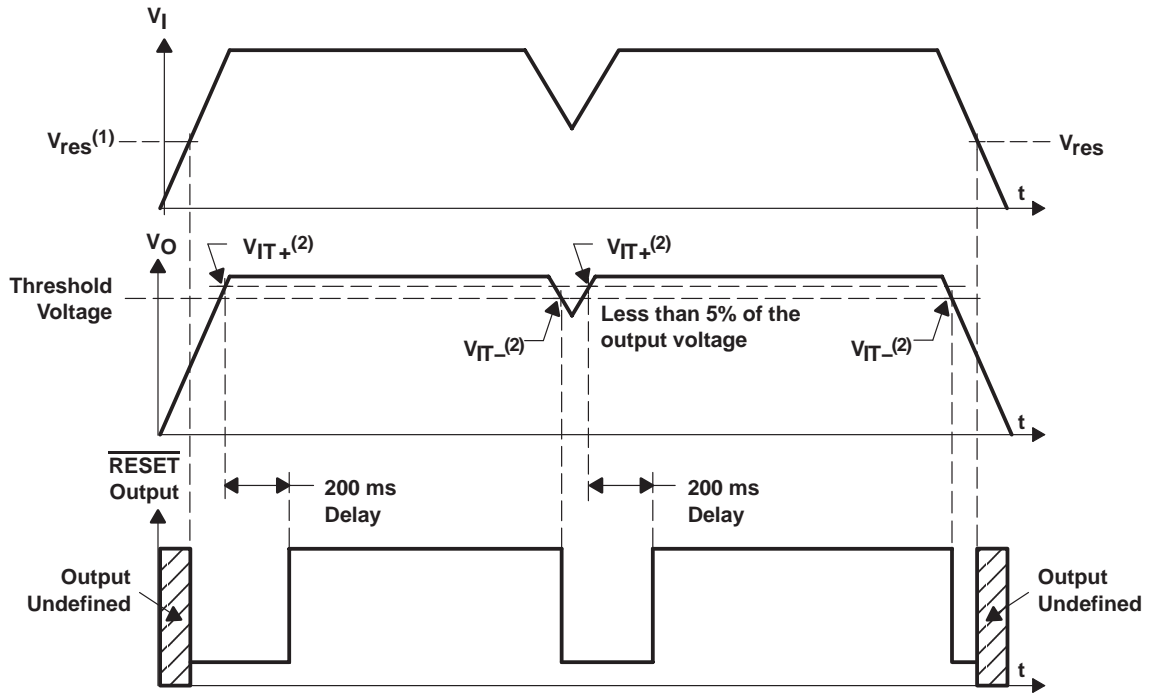 VI
Vres(1)
Vres
t
VO
VIT+(2)
VIT+(2)
Threshold
Voltage
Less than 5% of the
output voltage
VIT–(2)
VIT–(2)
t
RESET
Output
200 ms
Delay
200 ms
Delay
Output
Undefined
Output
Undefined
t